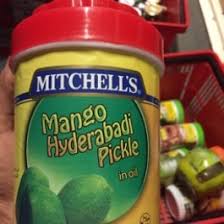 MITCHELL'S
Mango
Hyderabadi
Pickle
in oil